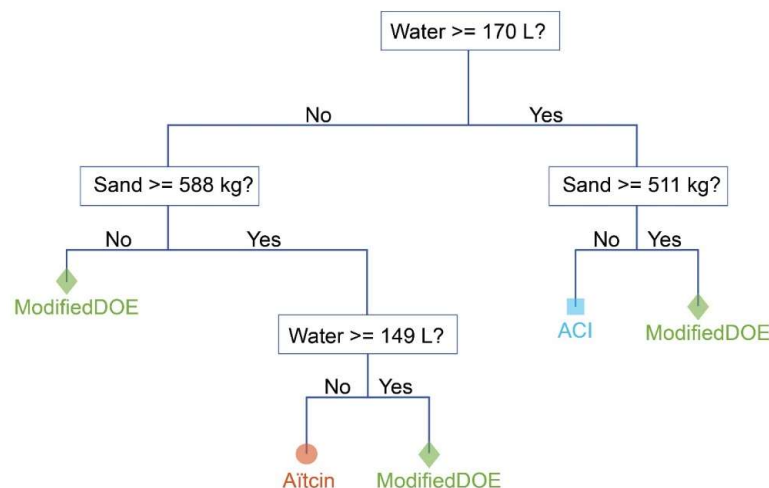 Water >= 170 L?
No
Yes
Sand >= 588 kg?
Sand >= 511 kg?
No
Yes
No
Yes
ModifiedDOE
Water >= 149 L?
ACI
ModifiedDOE
No
Yes
Aïtcin
ModifiedDOE